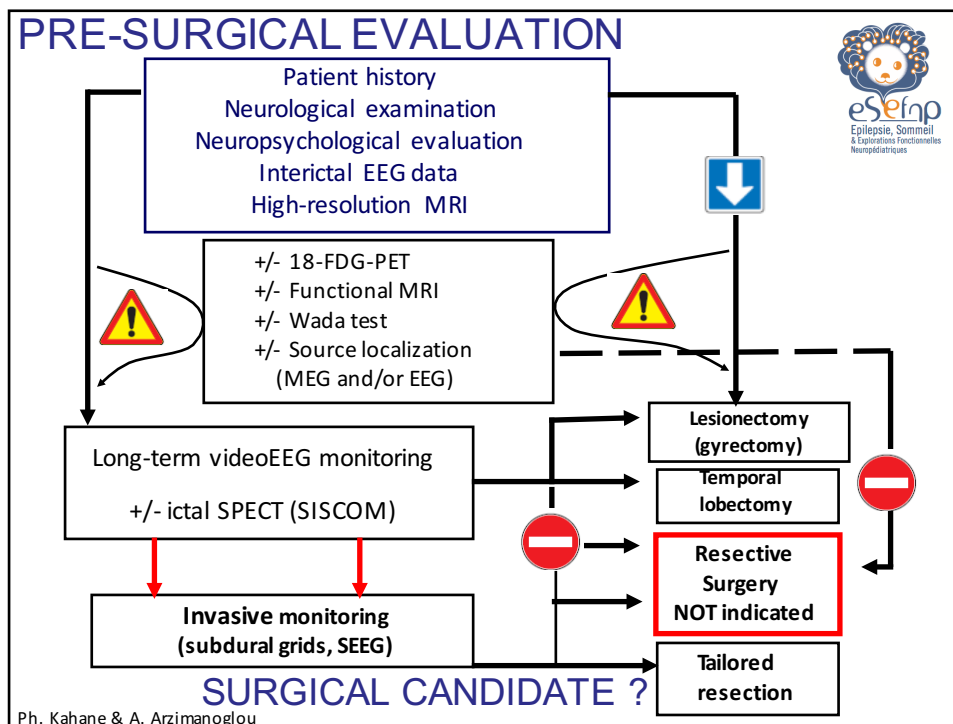 PRE-SURGICAL EVALUATION
Patient history
Neurological examination
Neuropsychological evaluation
Interictal EEG data
High-resolution MRI
eSefnp
Epilepsie, Sommeil
& Explorations Fonctionnelles
Neuropédiatriques
+/- 18-FDG-PET
+/- Functional MRI
+/- Wada test
+/- Source localization
(MEG and/or EEG)
Lesionectomy
(gyrectomy)
Long-term videoEEG monitoring
+/- ictal SPECT (SISCOM)
Temporal
lobectomy
Resective
Surgery
NOT indicated
Invasive monitoring
(subdural grids, SEEG)
Tailored
resection
SURGICAL CANDIDATE ?
Ph. Kahane & A. Arzimanoglou